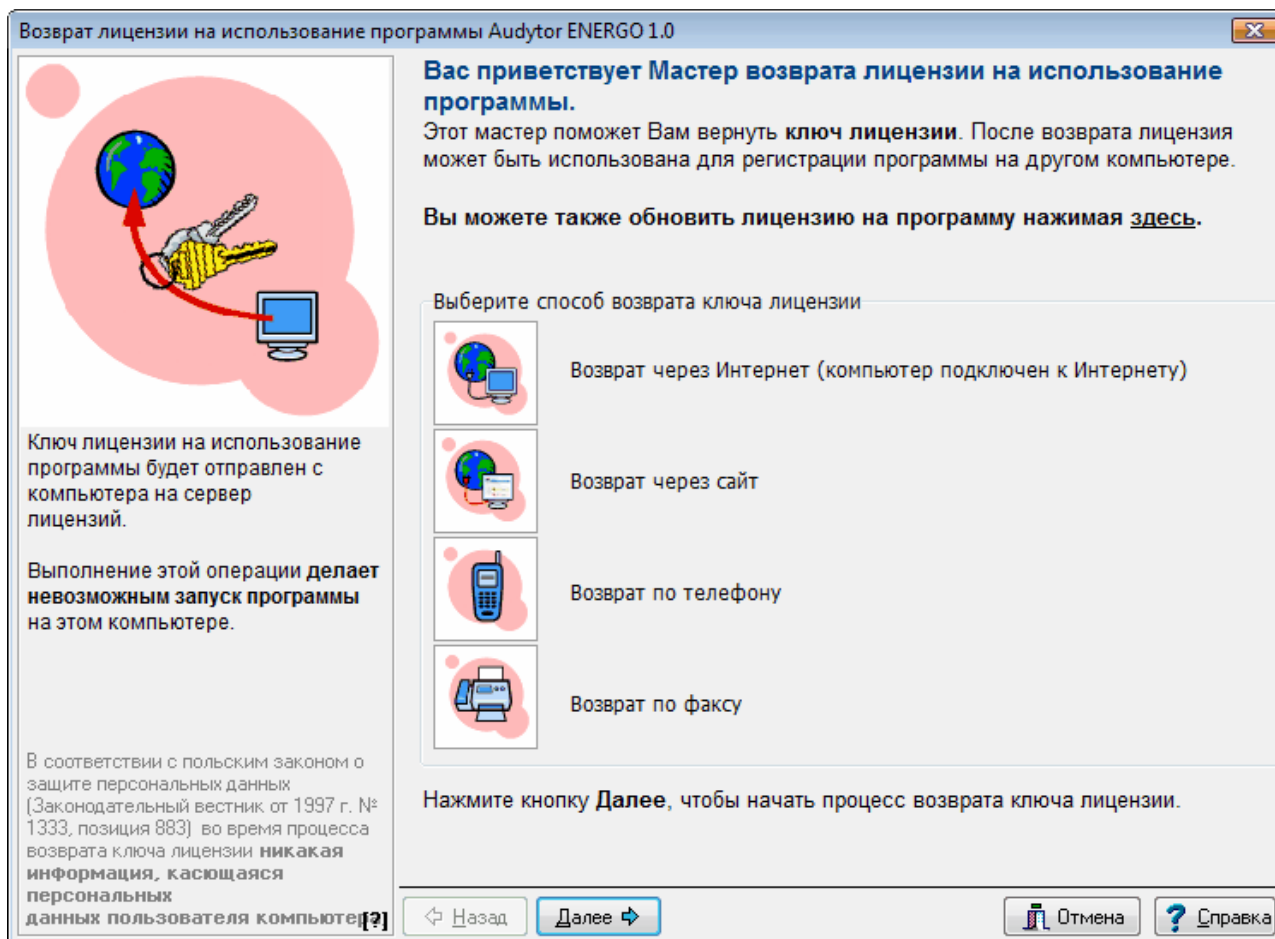 Возврат лицензии на использование программы Audytor ENERGO 1.0
Вас приветствует Мастер возврата лицензии на использование
программы.
Этот мастер поможет Вам вернуть ключ лицензии. После возврата лицензия
может быть использована для регистрации программы на другом компьютере.
Вы можете также обновить лицензию на программу нажимая здесь.
Выберите способ возврата ключа лицензии
Возврат через Интернет (компьютер подключен к Интернету)
Возврат через сайт
Возврат по телефону
Возврат по факсу
Нажмите кнопку Далее, чтобы начать процесс возврата ключа лицензии.
Ключ лицензии на использование
программы будет отправлен с
компьютера на сервер
лицензий.
Выполнение этой операции делает
невозможным запуск программы
на этом компьютере.
В соответствии с польским законом о
защите персональных данных
(Законодательный вестник от 1997 г. №
1333, позиция 883) во время процесса
возврата ключа лицензии никакая
информация, касющаяся
персональных
данных пользователя компьютера
[?]
Назад
Далее
Отмена
Справка